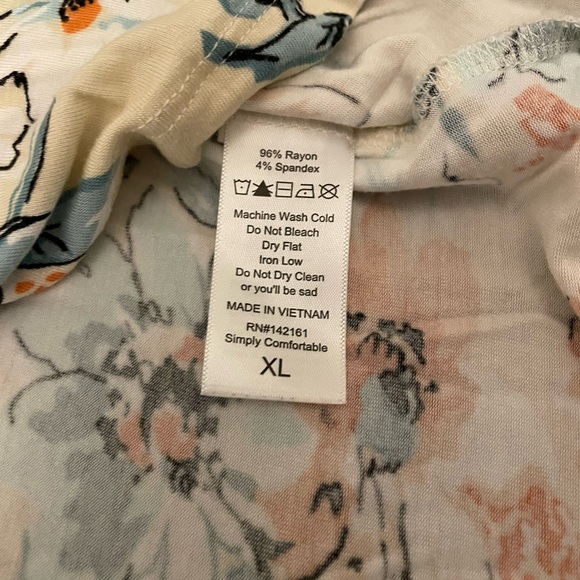 96% Rayon
4% Spandex
Machine Wash Cold
Do Not Bleach
Dry Flat
Iron Low
Do Not Dry Clean
or you'll be sad
MADE IN VIETNAM
RN#142161
Simply Comfortable
XL